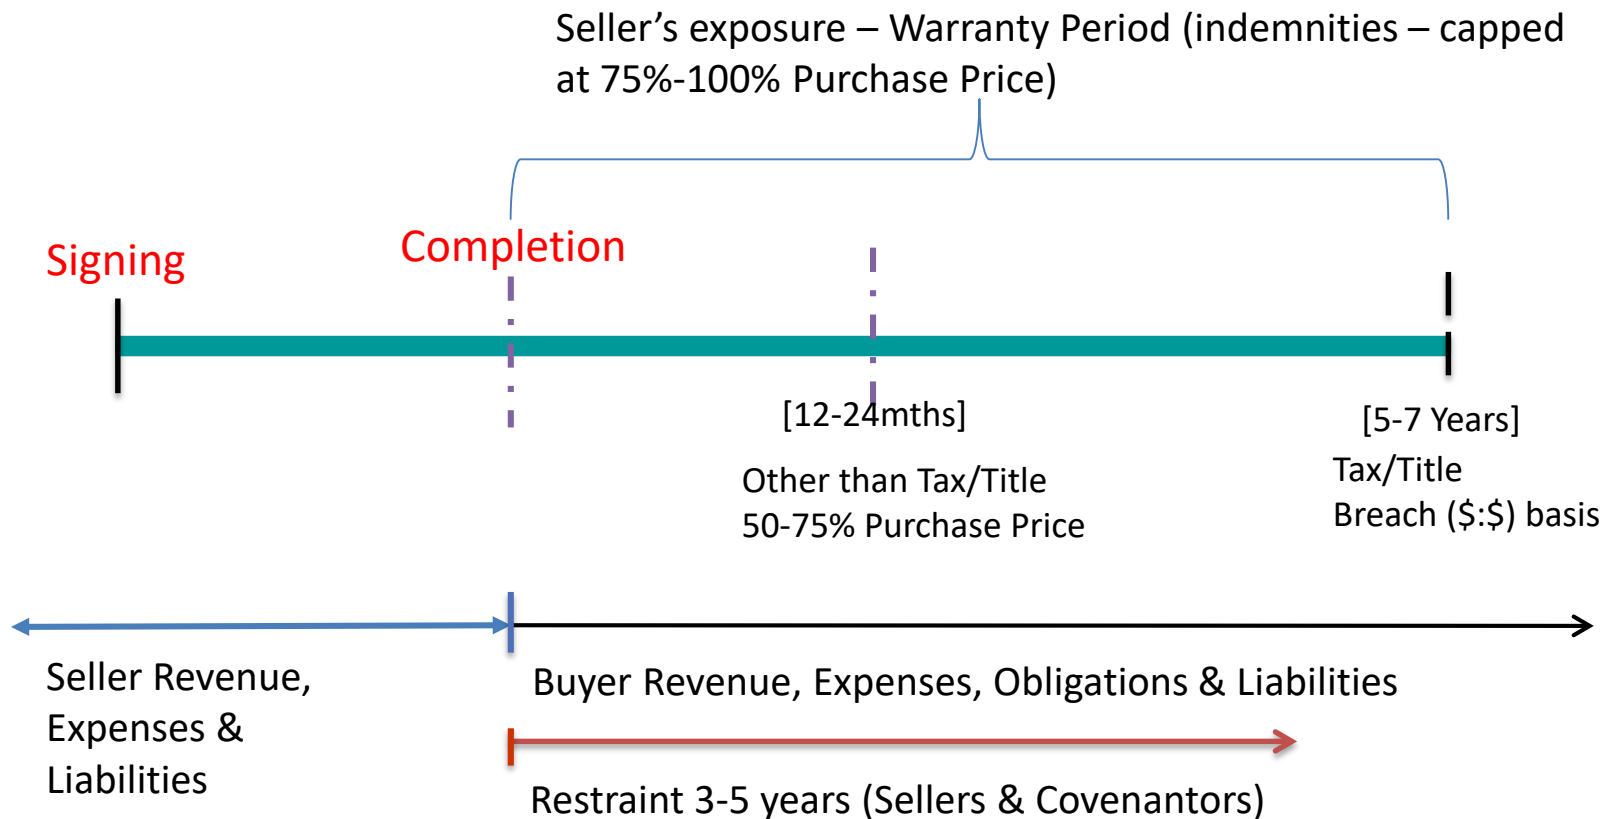 Seller’s exposure – Warranty Period (indemnities – capped
at 75%-100% Purchase Price)
Signing
Completion
[12-24mths]
Other than Tax/Title
50-75% Purchase Price
[5-7 Years]
Tax/Title
Breach ($:$) basis
Seller Revenue,
Expenses &
Liabilities
Buyer Revenue, Expenses, Obligations & Liabilities
Restraint 3-5 years (Sellers & Covenantors)